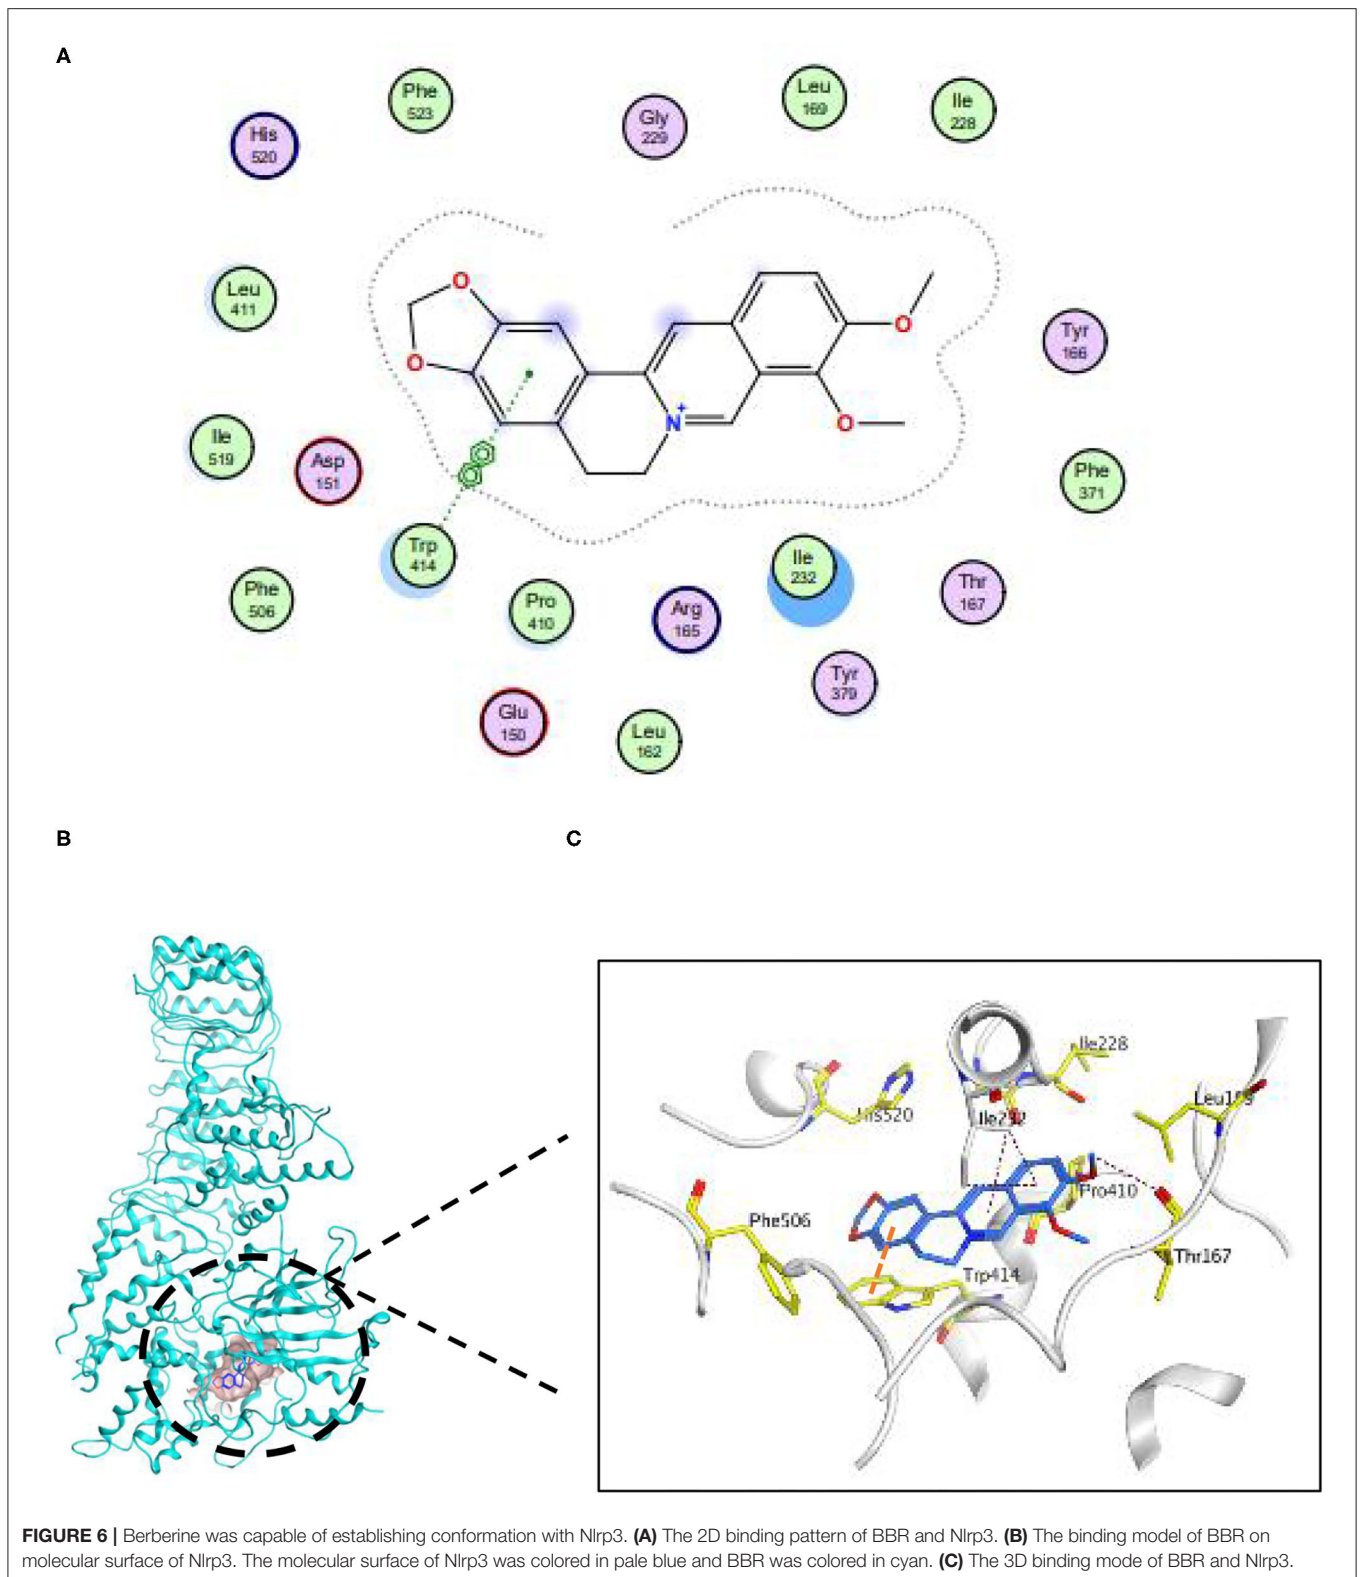 A
Phe
523
Leu
169
Ile
228
His
520
Gly
229
Leu
411
O
O
O
Tyr
166
N+
O
Ile
519
Asp
151
Phe
371
Trp
414
Ile
232
Thr
167
Phe
506
Pro
410
Arg
165
Tyr
379
Glu
150
Leu
162
B
C
Ile228
His520
Ile232
Pro410
Phe506
Thr167
Trp414
FIGURE 6 | Berberine was capable of establishing conformation with Nlrp3. (A) The 2D binding pattern of BBR and Nlrp3. (B) The binding model of BBR on
molecular surface of Nlrp3. The molecular surface of Nlrp3 was colored in pale blue and BBR was colored in cyan. (C) The 3D binding mode of BBR and Nlrp3.